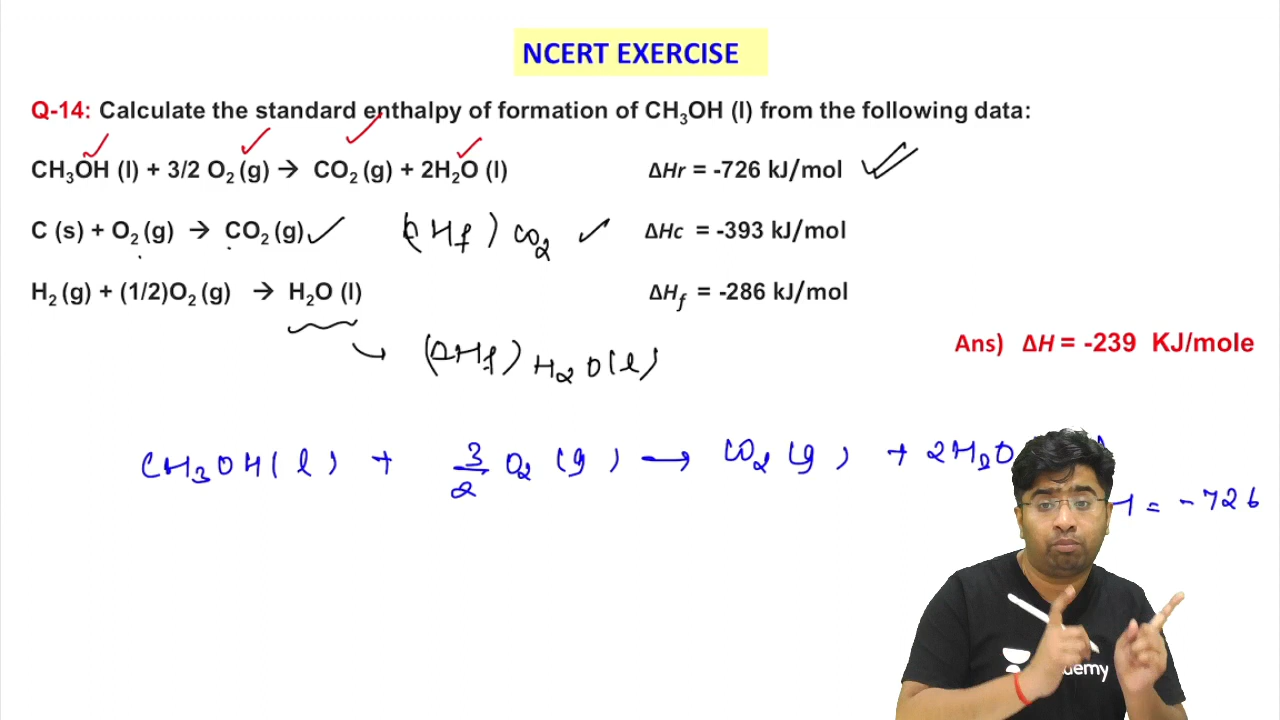 NCERT EXERCISE
Q-14: Calculate the standard enthalpy of formation of CH₃OH (l) from the following data:
CH₃OH (l) + 3/2 O₂ (g) → CO₂ (g) + 2H₂O (l) ΔHr = -726 kJ/mol
C (s) + O₂ (g) → CO₂ (g) (ΔHf) CO₂ ΔHc = -393 kJ/mol
H₂ (g) + (1/2)O₂ (g) → H₂O (l) ΔHf = -286 kJ/mol
Ans) ΔH = -239 KJ/mole
(ΔHf) H₂O(l)
CH₃OH(l) + 3/2 O₂ (g) → CO₂ (g) + 2H₂O
H = -726